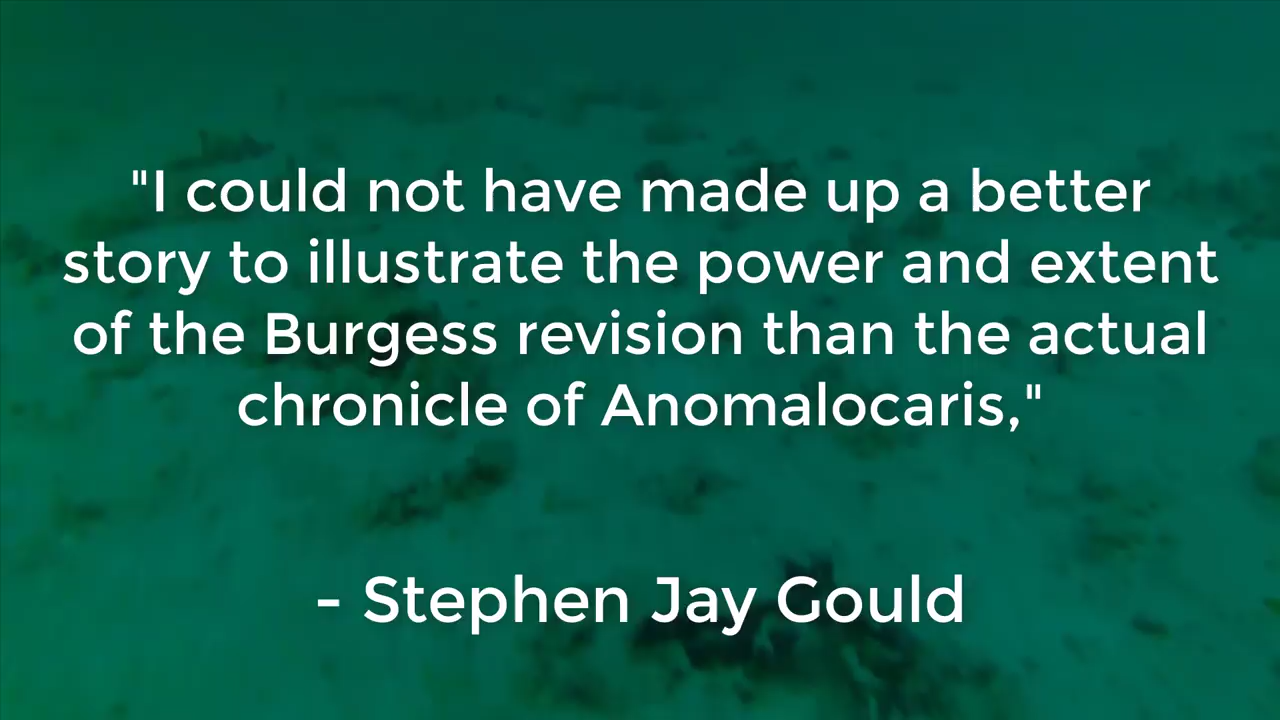 "I could not have made up a better
story to illustrate the power and extent
of the Burgess revision than the actual
chronicle of Anomalocaris,"
- Stephen Jay Gould